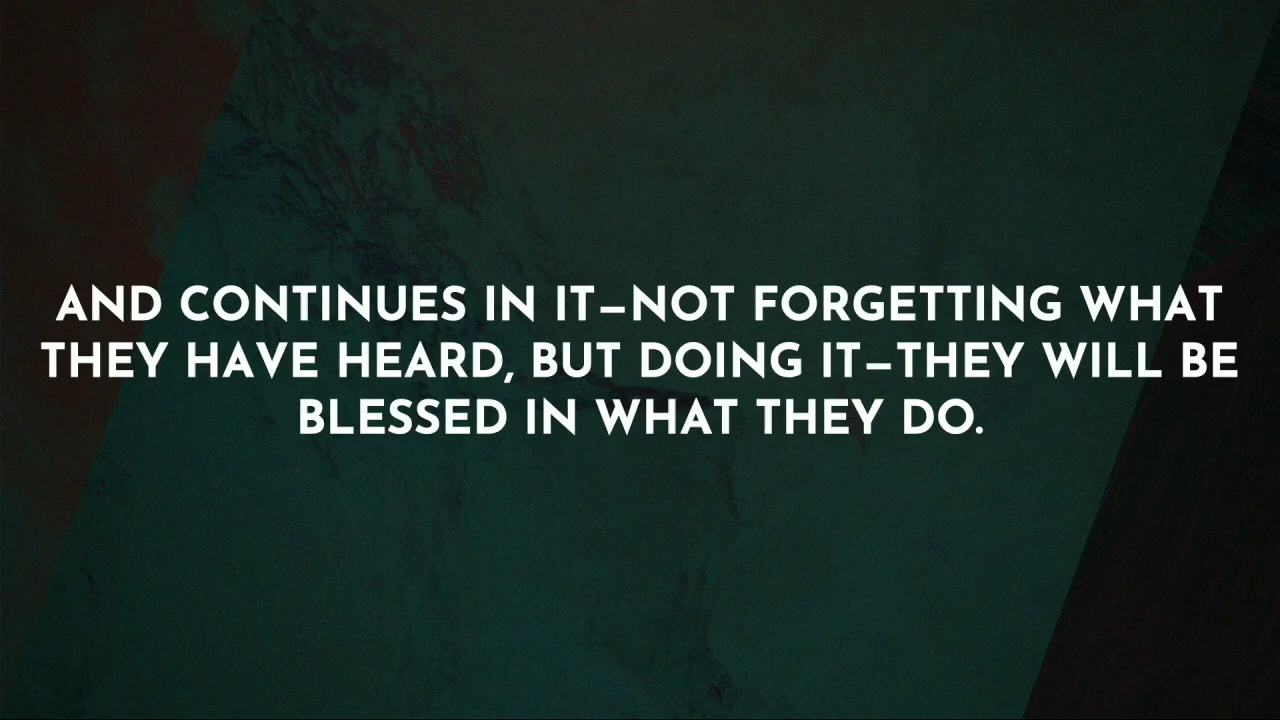 AND CONTINUES IN IT–NOT FORGETTING WHAT
THEY HAVE HEARD, BUT DOING IT–THEY WILL BE
BLESSED IN WHAT THEY DO.